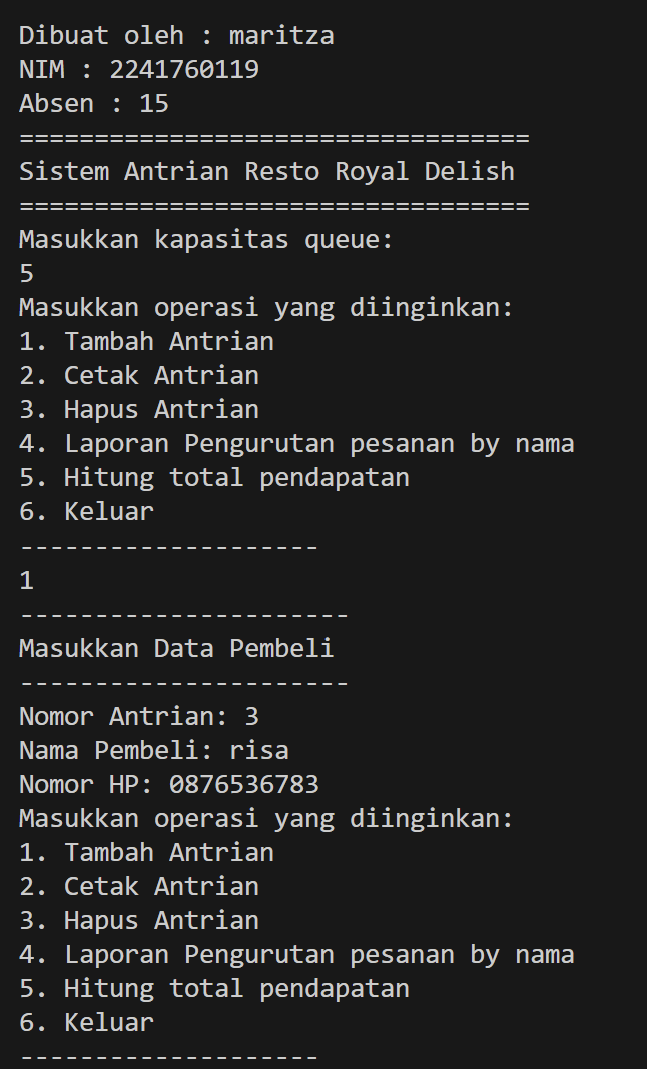 Dibuat oleh : maritza
NIM : 2241760119
Absen : 15
==================================
Sistem Antrian Resto Royal Delish
==================================
Masukkan kapasitas queue:
5
Masukkan operasi yang diinginkan:
1. Tambah Antrian
2. Cetak Antrian
3. Hapus Antrian
4. Laporan Pengurutan pesanan by nama
5. Hitung total pendapatan
6. Keluar
--------------------
1
----------------------
Masukkan Data Pembeli
----------------------
Nomor Antrian: 3
Nama Pembeli: risa
Nomor HP: 0876536783
Masukkan operasi yang diinginkan:
1. Tambah Antrian
2. Cetak Antrian
3. Hapus Antrian
4. Laporan Pengurutan pesanan by nama
5. Hitung total pendapatan
6. Keluar
--------------------